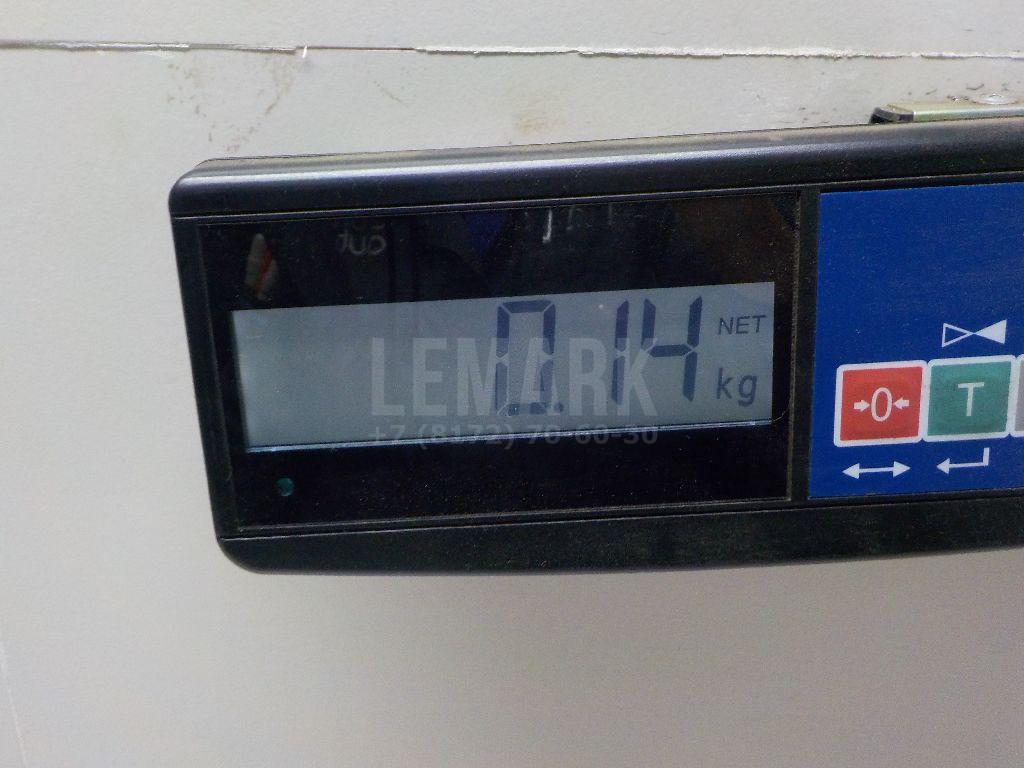 0.14
NET
kg
LEMARK
+7 (8172) 70-60-30
0
T